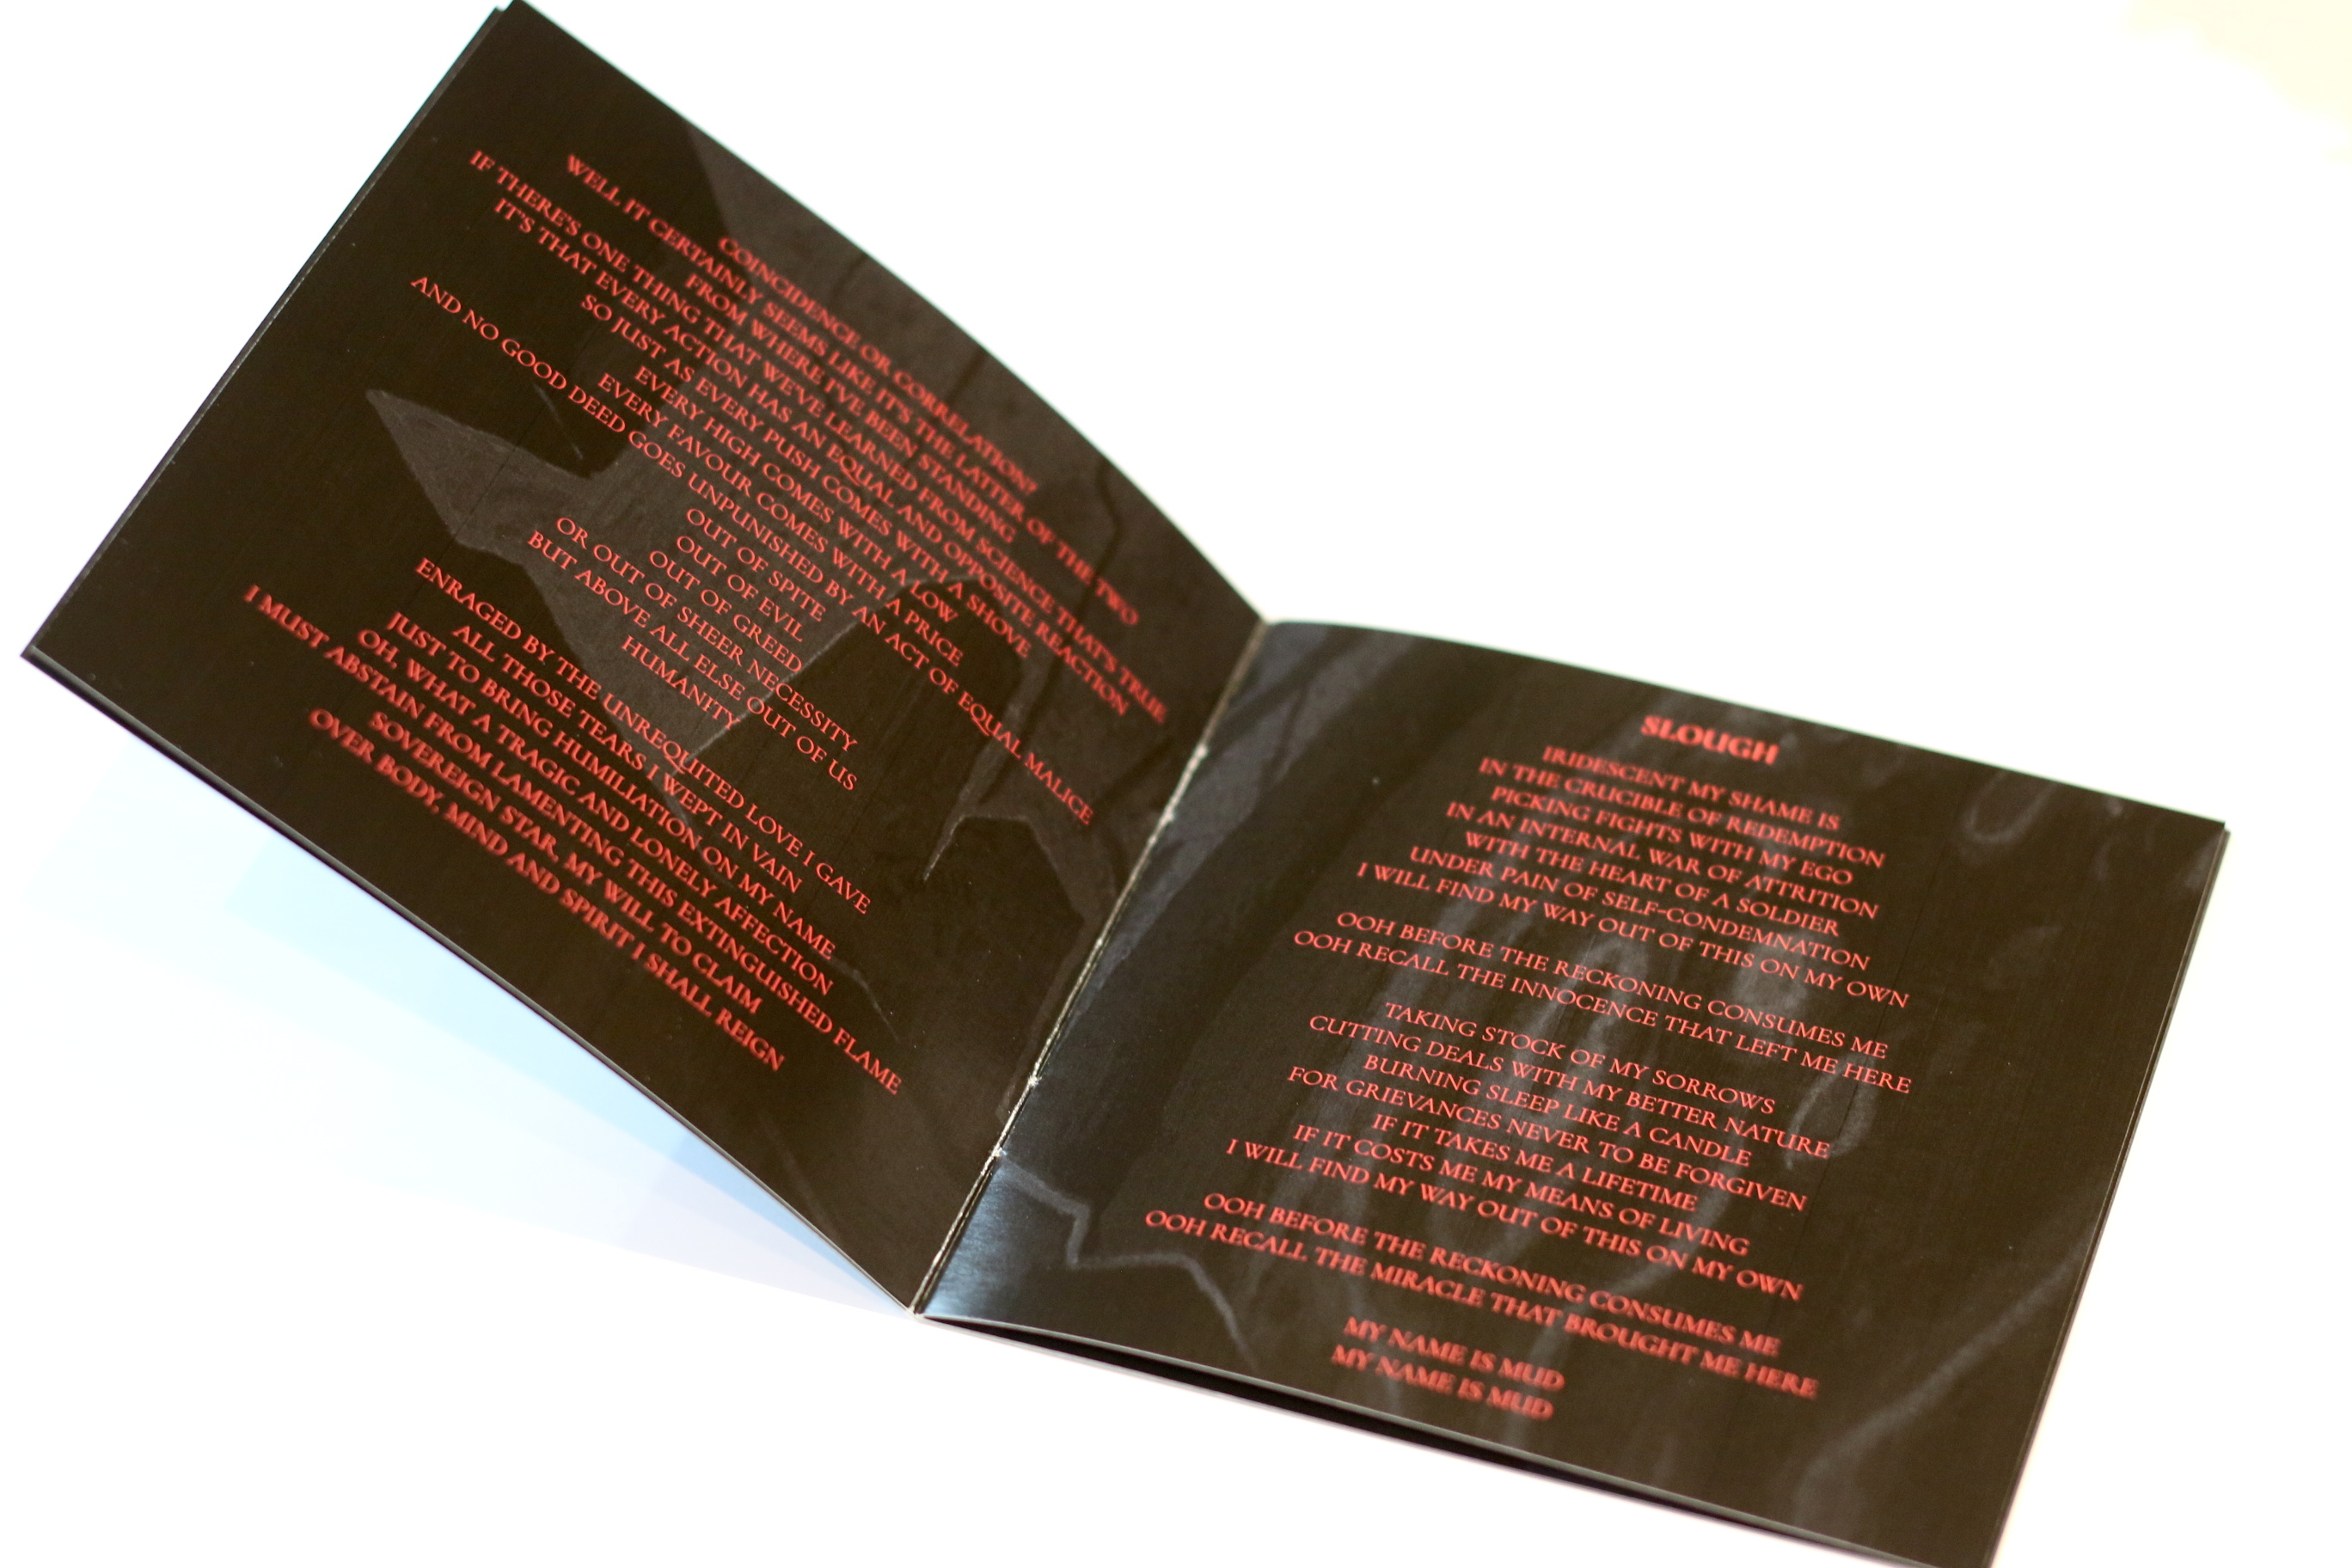 COINCIDENCE OR CORRELATION?
WELL IT CERTAINLY SEEMS LIKE IT'S THE LATTER OF THE TWO
FROM WHERE I'VE BEEN STANDING
IF THERE'S ONE THING THAT WE'VE LEARNED FROM SCIENCE THAT'S TRUE
IT'S THAT EVERY ACTION HAS AN EQUAL AND OPPOSITE REACTION
SO JUST AS EVERY PUSH COMES WITH A SHOVE
EVERY HIGH COMES WITH A LOW
EVERY FAVOUR COMES WITH A PRICE
AND NO GOOD DEED GOES UNPUNISHED BY AN ACT OF EQUAL MALICE
OUT OF SPITE
OUT OF EVIL
OUT OF GREED
OR OUT OF SHEER NECESSITY
BUT ABOVE ALL ELSE OUT OF US
HUMANITY
ENRAGED BY THE UNREQUITED LOVE I GAVE
ALL THOSE TEARS I WEPT IN VAIN
JUST TO BRING HUMILIATION ON MY NAME
OH, WHAT A TRAGIC AND LONELY AFFECTION
I MUST ABSTAIN FROM LAMENTING THIS EXTINGUISHED FLAME
SOVEREIGN STAR, MY WILL TO CLAIM
OVER BODY, MIND AND SPIRIT I SHALL REIGN
SLOUGH
IRIDESCENT MY SHAME IS
IN THE CRUCIBLE OF REDEMPTION
PICKING FIGHTS WITH MY EGO
IN AN INTERNAL WAR OF ATTRITION
WITH THE HEART OF A SOLDIER
UNDER PAIN OF SELF-CONDEMNATION
I WILL FIND MY WAY OUT OF THIS ON MY OWN
OOH BEFORE THE RECKONING CONSUMES ME
OOH RECALL THE INNOCENCE THAT LEFT ME HERE
TAKING STOCK OF MY SORROWS
CUTTING DEALS WITH MY BETTER NATURE
BURNING SLEEP LIKE A CANDLE
FOR GRIEVANCES NEVER TO BE FORGIVEN
IF IT TAKES ME A LIFETIME
IF IT COSTS ME MY MEANS OF LIVING
I WILL FIND MY WAY OUT OF THIS ON MY OWN
OOH BEFORE THE RECKONING CONSUMES ME
OOH RECALL THE MIRACLE THAT BROUGHT ME HERE
MY NAME IS MUD
MY NAME IS MUD